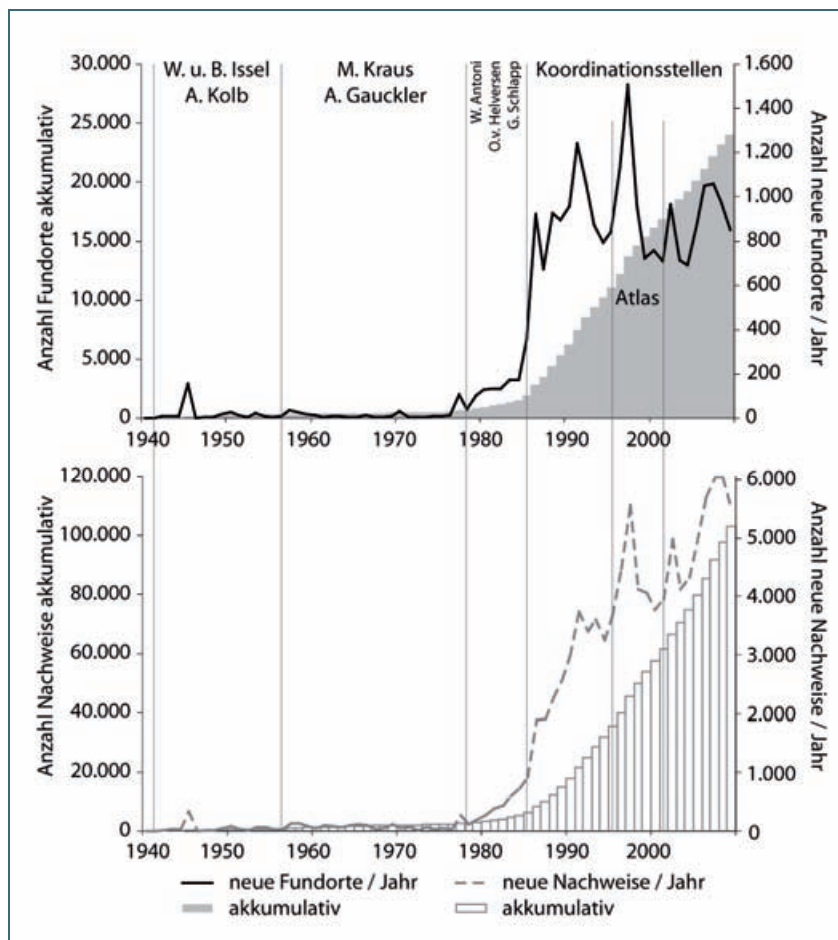 W. u. B. Issel
A. Kolb
M. Kraus
A. Gauckler
W. Antoni
O.v. Helversen
G. Schlapp
Koordinationsstellen
Anzahl Fundorte akkumulativ
30.000
25.000
20.000
15.000
10.000
5.000
0
Anzahl neue Fundorte / Jahr
1.600
1.400
1.200
1.000
800
600
400
200
0
Atlas
1940 1950 1960 1970 1980 1990 2000
Anzahl Nachweise akkumulativ
120.000
100.000
80.000
60.000
40.000
20.000
0
Anzahl neue Nachweise / Jahr
6.000
5.000
4.000
3.000
2.000
1.000
0
1940 1950 1960 1970 1980 1990 2000
neue Fundorte / Jahr neue Nachweise / Jahr
akkumulativ akkumulativ